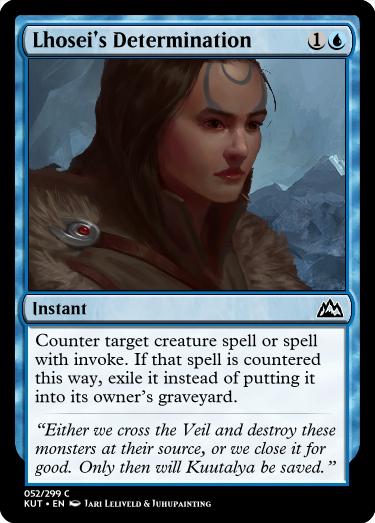 Lhosei's Determination 1
Instant
Counter target creature spell or spell
with invoke. If that spell is countered
this way, exile it instead of putting it
into its owner's graveyard.
“Either we cross the Veil and destroy these
monsters at their source, or we close it for
good. Only then will Kuutalya be saved.”
052/299 C
KUT • EN Jari Leliveld & Juhupainting